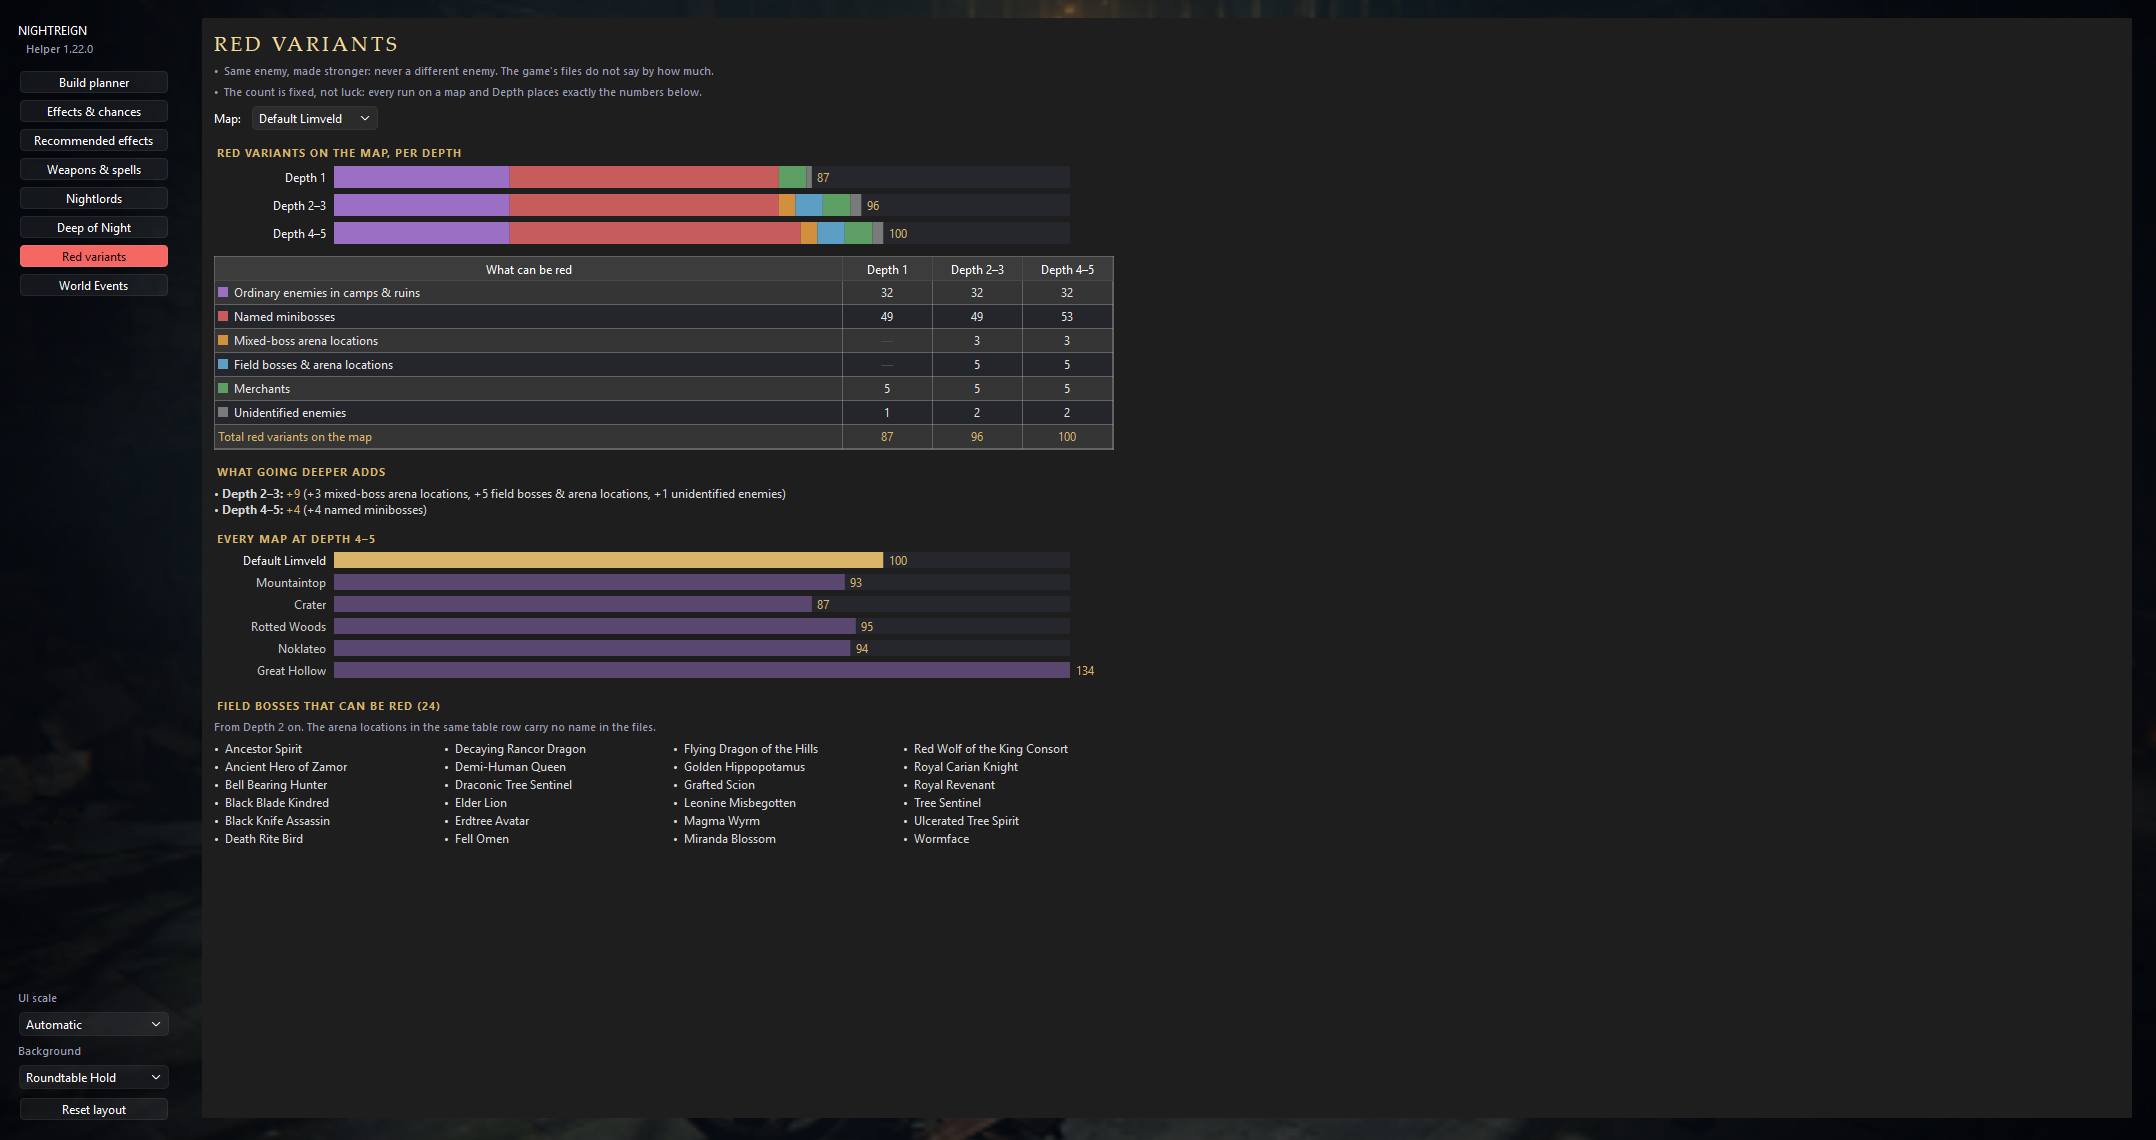 NIGHTREIGN
Helper 1.22.0
Build planner
Effects & chances
Recommended effects
Weapons & spells
Nightlords
Deep of Night
Red variants
World Events
UI scale
Automatic
Background
Roundtable Hold
Reset layout
RED VARIANTS
• Same enemy, made stronger: never a different enemy. The game's files do not say by how much.
• The count is fixed, not luck: every run on a map and Depth places exactly the numbers below.
Map: Default Limveld
RED VARIANTS ON THE MAP, PER DEPTH
Depth 1 87
Depth 2–3 96
Depth 4–5 100
What can be red Depth 1 Depth 2–3 Depth 4–5
Ordinary enemies in camps & ruins 32 32 32
Named minibosses 49 49 53
Mixed-boss arena locations — 3 3
Field bosses & arena locations — 5 5
Merchants 5 5 5
Unidentified enemies 1 2 2
Total red variants on the map 87 96 100
WHAT GOING DEEPER ADDS
• Depth 2–3: +9 (+3 mixed-boss arena locations, +5 field bosses & arena locations, +1 unidentified enemies)
• Depth 4–5: +4 (+4 named minibosses)
EVERY MAP AT DEPTH 4–5
Default Limveld 100
Mountaintop 93
Crater 87
Rotted Woods 95
Noklateo 94
Great Hollow 134
FIELD BOSSES THAT CAN BE RED (24)
From Depth 2 on. The arena locations in the same table row carry no name in the files.
• Ancestor Spirit • Decaying Rancor Dragon • Flying Dragon of the Hills • Red Wolf of the King Consort
• Ancient Hero of Zamor • Demi-Human Queen • Golden Hippopotamus • Royal Carian Knight
• Bell Bearing Hunter • Draconic Tree Sentinel • Grafted Scion • Royal Revenant
• Black Blade Kindred • Elder Lion • Leonine Misbegotten • Tree Sentinel
• Black Knife Assassin • Erdtree Avatar • Magma Wyrm • Ulcerated Tree Spirit
• Death Rite Bird • Fell Omen • Miranda Blossom • Wormface